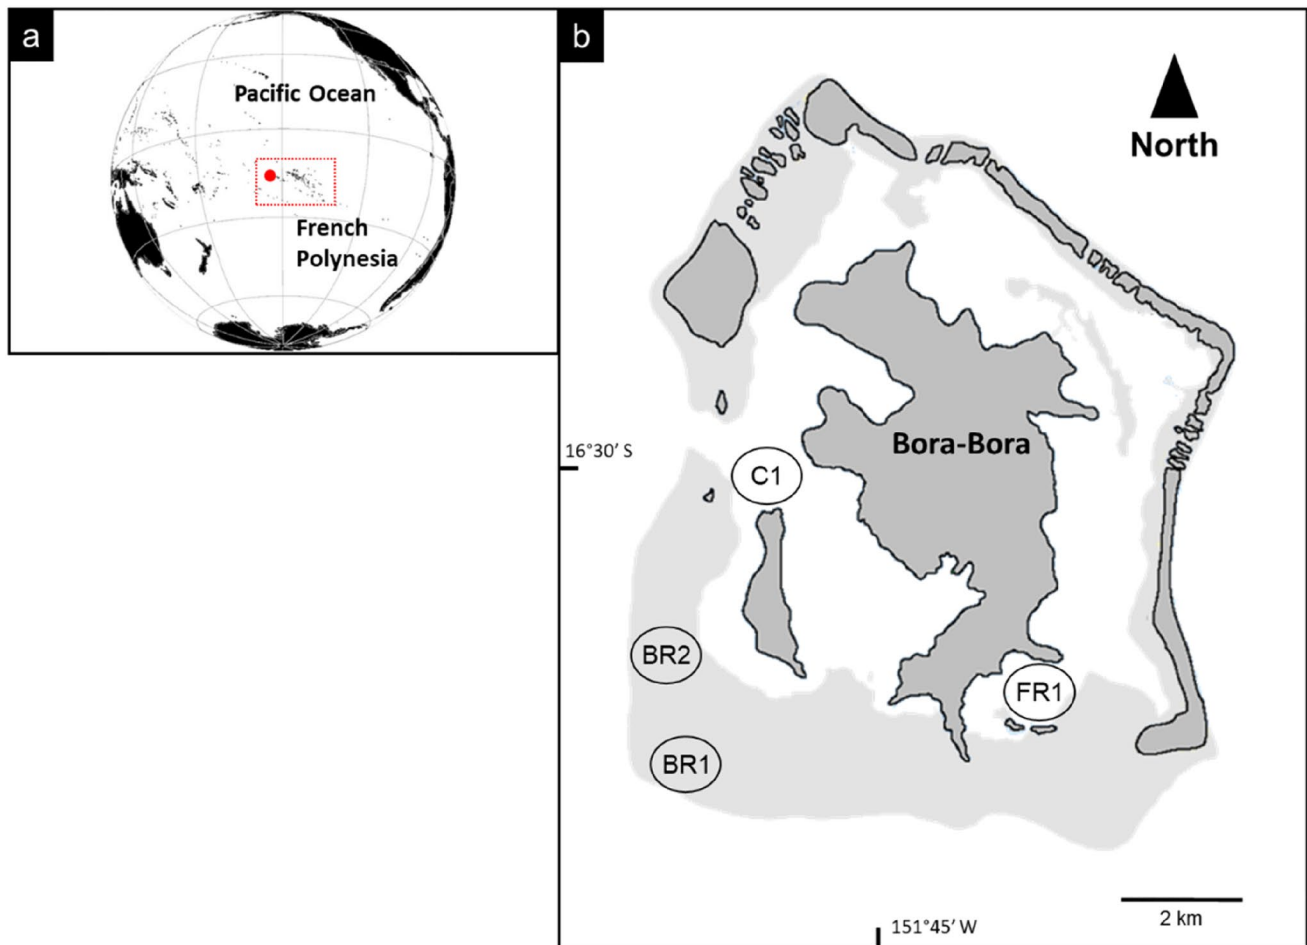 a
Pacific Ocean
French
Polynesia
b
North
Bora-Bora
16°30′ S
C1
BR2
FR1
BR1
2 km
151°45′ W